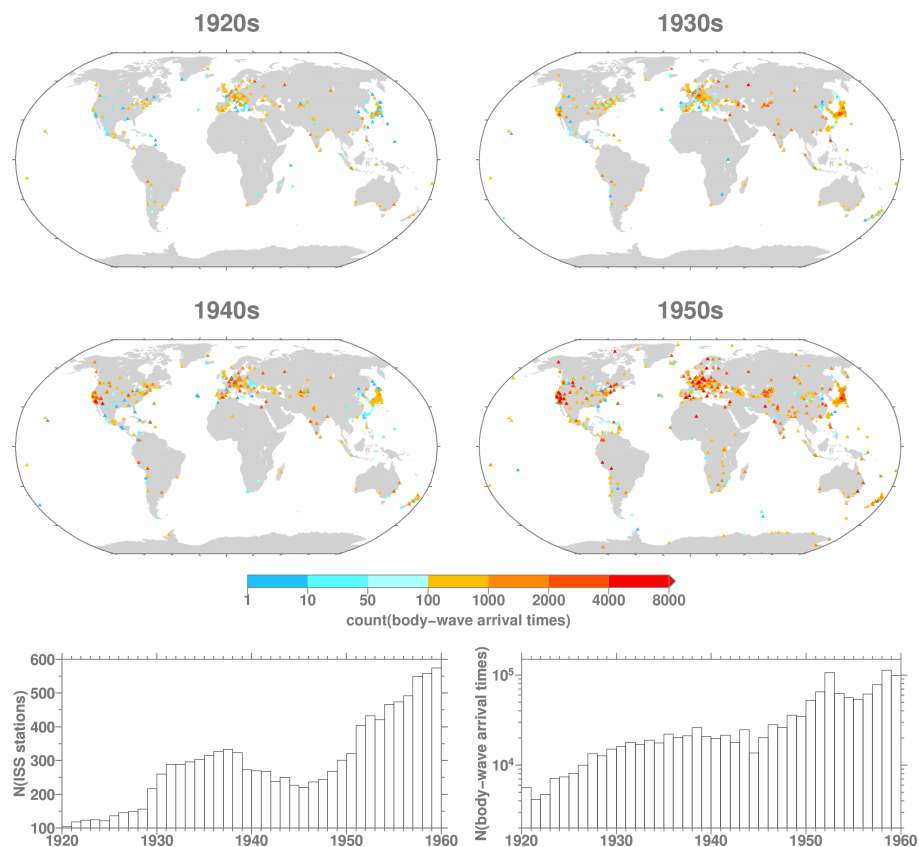 1920s
1930s
1940s
1950s
1 10 50 100 1000 2000 4000 8000
count(body−wave arrival times)
N(ISS stations)
600
500
400
300
200
100
1920 1930 1940 1950 1960
N(body−wave arrival times)
10⁵
10⁴
1920 1930 1940 1950 1960